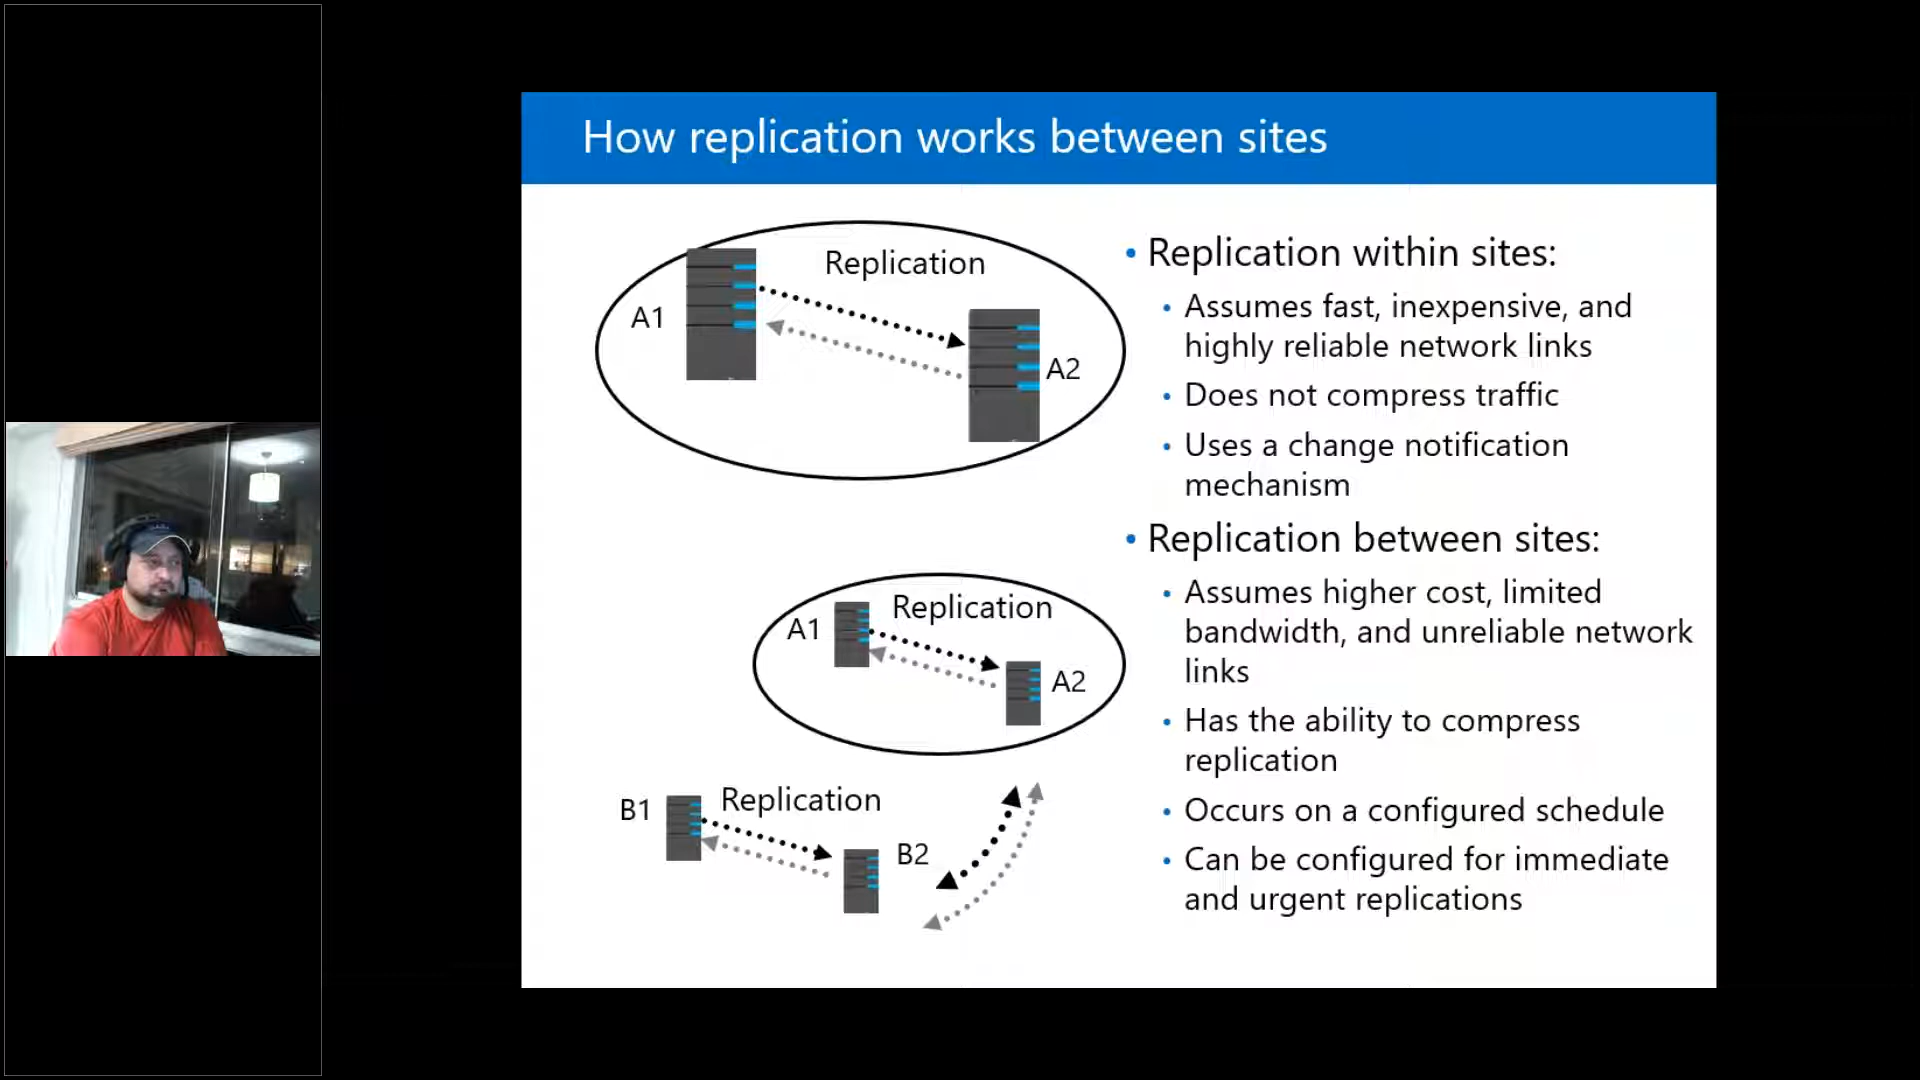 How replication works between sites
Replication
A1
A2
• Replication within sites:
• Assumes fast, inexpensive, and
highly reliable network links
• Does not compress traffic
• Uses a change notification
mechanism
• Replication between sites:
• Assumes higher cost, limited
bandwidth, and unreliable network
links
• Has the ability to compress
replication
• Occurs on a configured schedule
• Can be configured for immediate
and urgent replications
Replication
A1
A2
Replication
B1
B2